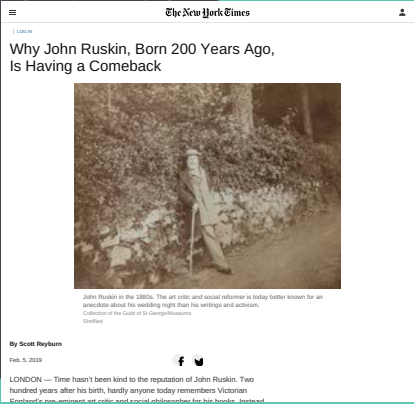 The New York Times
LOG IN
Why John Ruskin, Born 200 Years Ago,
Is Having a Comeback
John Ruskin in the 1880s. The art critic and social reformer is today better known for an
anecdote about his wedding night than his writings and activism.
Collection of the Guild of St George/Museums
Sheffield
By Scott Reyburn
Feb. 5, 2019
LONDON — Time hasn't been kind to the reputation of John Ruskin. Two
hundred years after his birth, hardly anyone today remembers Victorian
England's pre-eminent art critic and social philosopher for his books. Instead